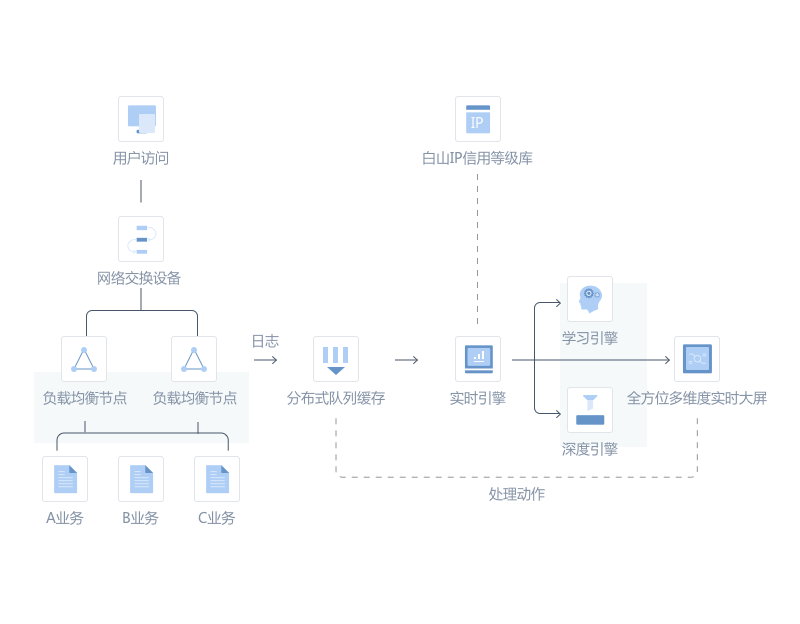 IP
用户访问
白山IP信用等级库
网络交换设备
日志
学习引擎
负载均衡节点
负载均衡节点
分布式队列缓存
实时引擎
全方位多维度实时大屏
深度引擎
处理动作
A业务
B业务
C业务